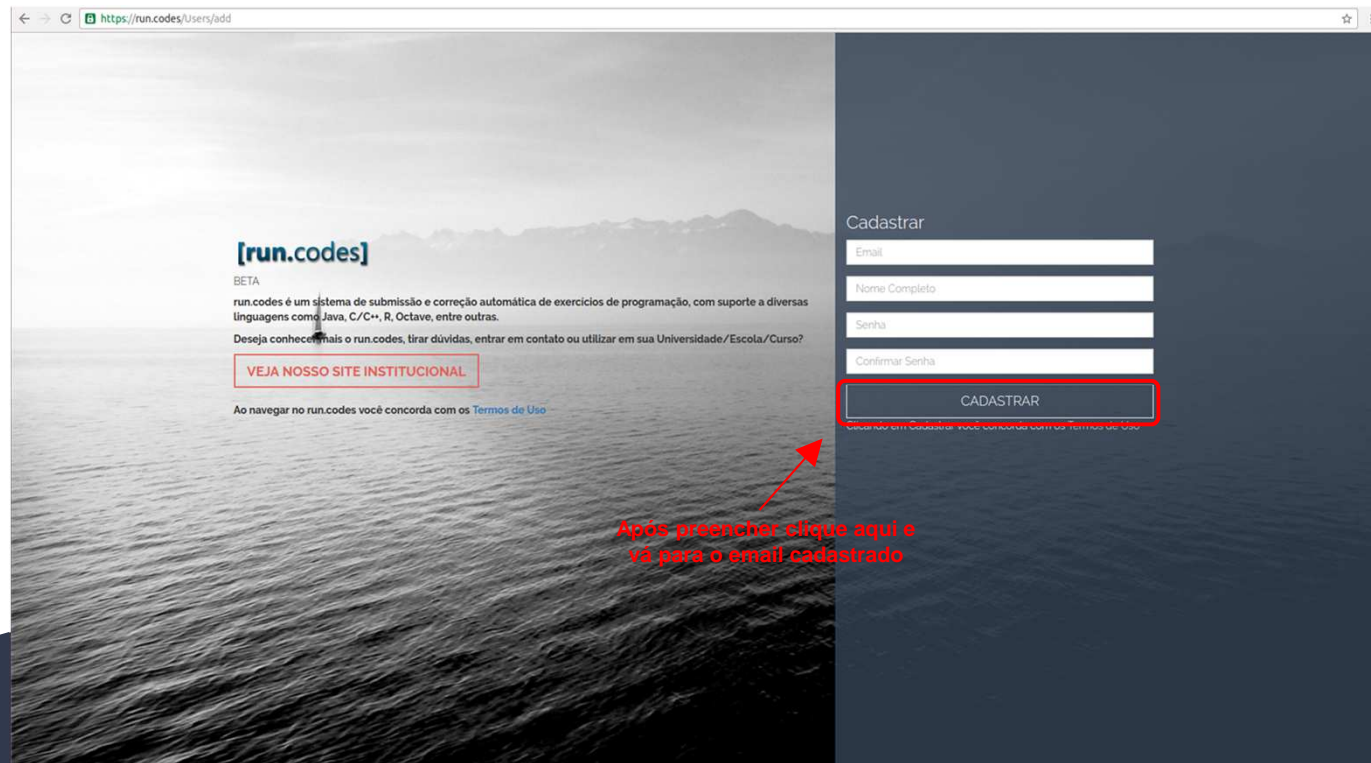 https://run.codes/Users/add
[run.codes]
BETA
run.codes é um sistema de submissão e correção automática de exercícios de programação, com suporte a diversas
linguagens como Java, C/C++, R, Octave, entre outras.
Deseja conhecer mais o run.codes, tirar dúvidas, entrar em contato ou utilizar em sua Universidade/Escola/Curso?
VEJA NOSSO SITE INSTITUCIONAL
Ao navegar no run.codes você concorda com os Termos de Uso
Cadastrar
Email
Nome Completo
Senha
Confirmar Senha
CADASTRAR
Clicando em Cadastrar você concorda com os Termos de Uso
Após preencher clique aqui e
vá para o email cadastrado